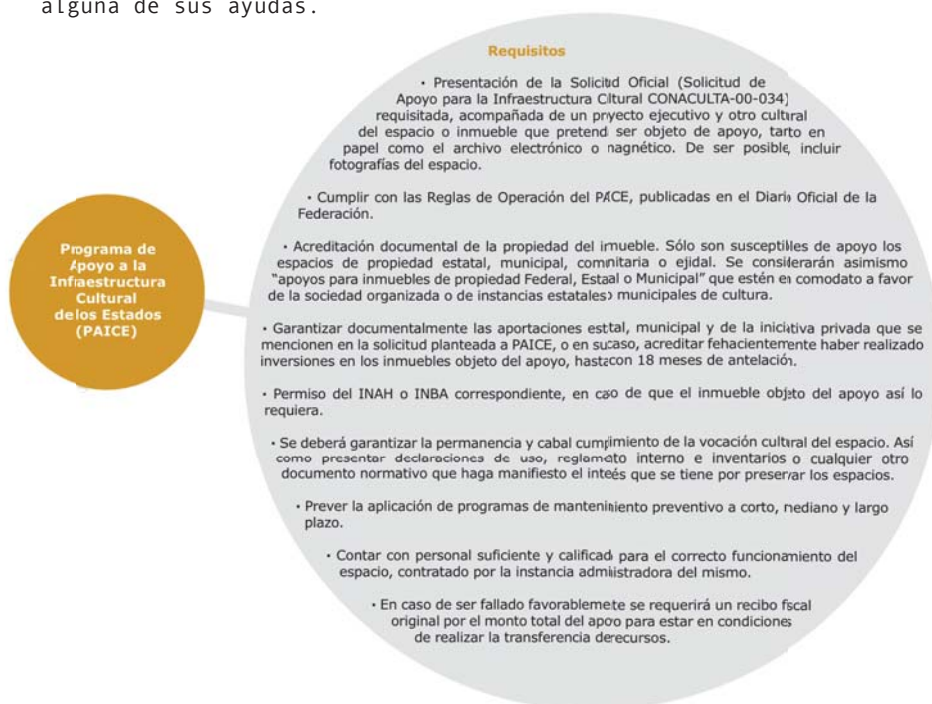 alguna de sus ayudas.
Requisitos
• Presentación de la Solicitud Oficial (Solicitud de
Apoyo para la Infraestructura Cltural CONACULTA-00-034)
requisitada, acompañada de un pryecto ejecutivo y otro cultral
del espacio o inmueble que pretend ser objeto de apoyo, tarto en
papel como el archivo electrónico o nagnético. De ser posible, incluir
fotografías del espacio.
• Cumplir con las Reglas de Operación del PACE, publicadas en el Diario Oficial de la
Federación.
• Acreditación documental de la propiedad del imueble. Sólo son susceptibles de apoyo los
espacios de propiedad estatal, municipal, comnitaria o ejidal. Se considerarán asimismo
"apoyos para inmuebles de propiedad Federal, Estaal o Municipal" que estén en comodato a favor
de la sociedad organizada o de instancias estatales) municipales de cultura.
Programa de
Apoyo a la
Infraestructura
Cultural
delos Estados
(PAICE)
• Garantizar documentalmente las aportaciones esttal, municipal y de la iniciativa privada que se
mencionen en la solicitud planteada a PAICE, o en sucaso, acreditar fehacientemente haber realizado
inversiones en los inmuebles objeto del apoyo, hastacon 18 meses de antelación.
• Permiso del INAH o INBA correspondiente, en cao de que el inmueble objeto del apoyo así lo
requiera.
• Se deberá garantizar la permanencia y cabal cumplimiento de la vocación cultural del espacio. Así
como presentar declaraciones de uso, reglamento interno e inventarios o cualquier otro
documento normativo que haga manifiesto el inteés que se tiene por preservar los espacios.
• Prever la aplicación de programas de mantenimiento preventivo a corto, nediano y largo
plazo.
• Contar con personal suficiente y calificad para el correcto funcionamiento del
espacio, contratado por la instancia administradora del mismo.
• En caso de ser fallado favorablemete se requerirá un recibo fiscal
original por el monto total del apoyo para estar en condiciones
de realizar la transferencia derecursos.